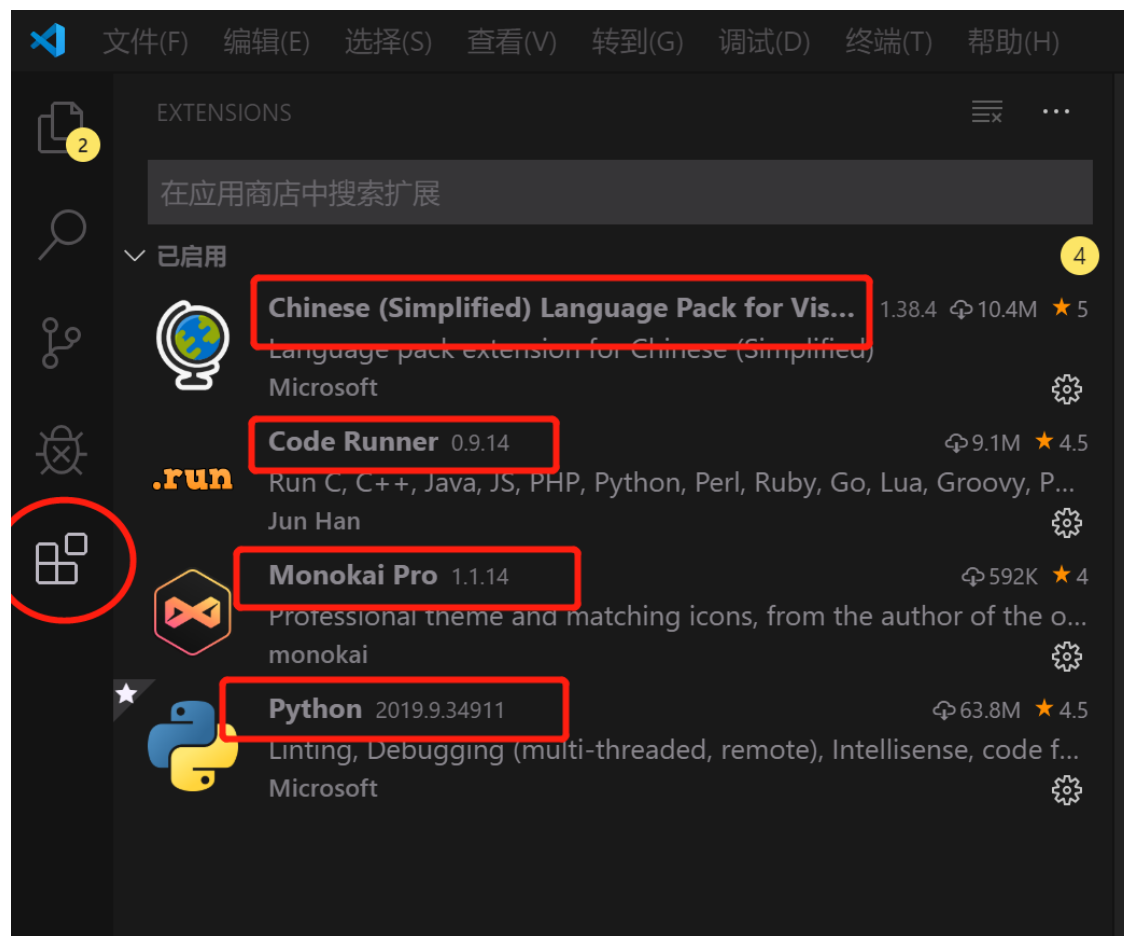 文件(F) 编辑(E) 选择(S) 查看(V) 转到(G) 调试(D) 终端(T) 帮助(H)
EXTENSIONS
2
在应用商店中搜索扩展
已启用 4
Chinese (Simplified) Language Pack for Vis... 1.38.4 10.4M 5
Language pack extension for Chinese (Simplified)
Microsoft
Code Runner 0.9.14 9.1M 4.5
.run
Run C, C++, Java, JS, PHP, Python, Perl, Ruby, Go, Lua, Groovy, P...
Jun Han
Monokai Pro 1.1.14 592K 4
Professional theme and matching icons, from the author of the o...
monokai
Python 2019.9.34911 63.8M 4.5
Linting, Debugging (multi-threaded, remote), Intellisense, code f...
Microsoft